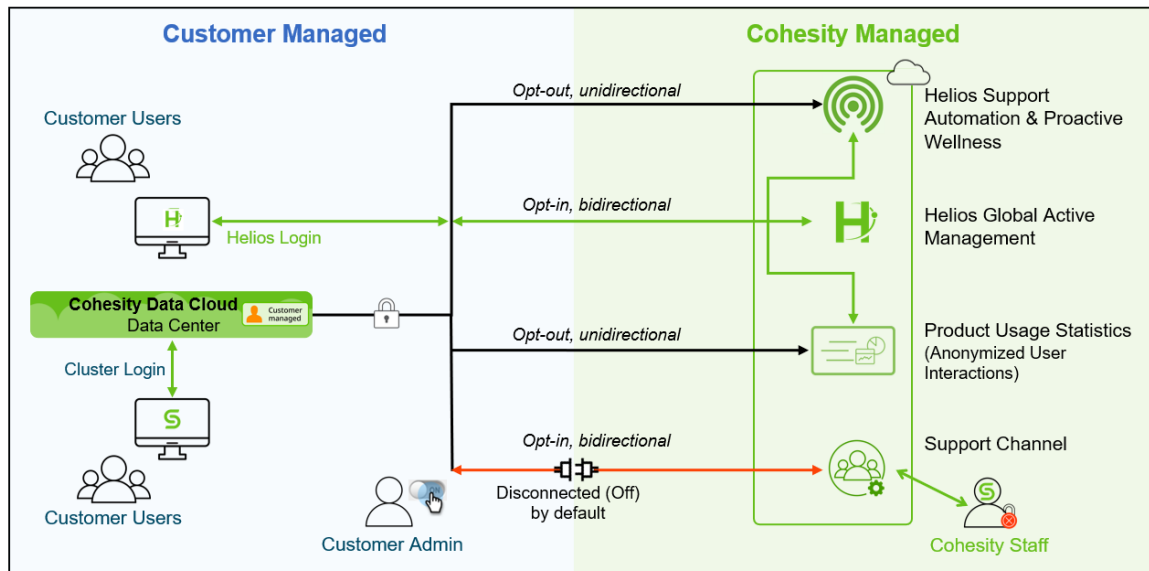 Customer Managed
Cohesity Managed
Customer Users
Helios Login
Cohesity Data Cloud
Data Center
Customer
managed
Cluster Login
Customer Users
ON
Customer Admin
Opt-out, unidirectional
Opt-in, bidirectional
Opt-out, unidirectional
Opt-in, bidirectional
Disconnected (Off)
by default
Helios Support
Automation & Proactive
Wellness
H
H
Helios Global Active
Management
Product Usage Statistics
(Anonymized User
Interactions)
Support Channel
Cohesity Staff